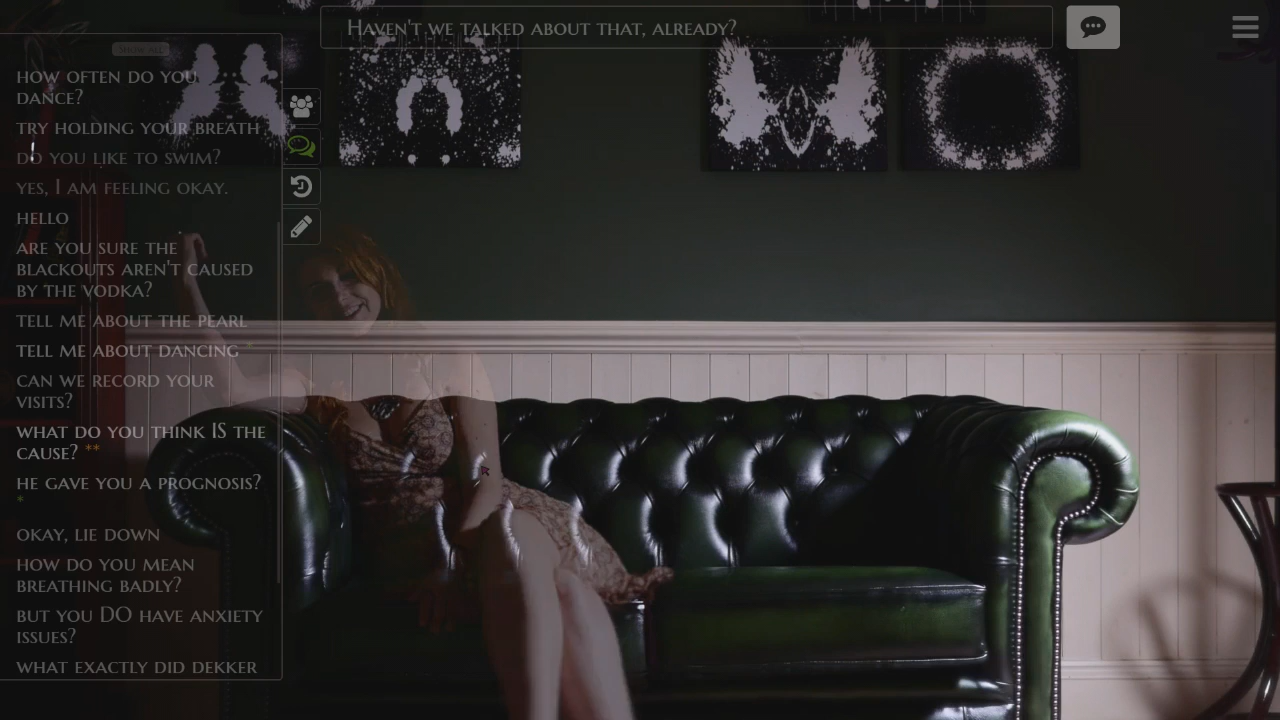 Haven't we talked about that, already?
Show all
how often do you
dance?
try holding your breath
do you like to swim?
yes, I am feeling okay.
hello
are you sure the
blackouts aren't caused
by the vodka?
tell me about the pearl
tell me about dancing
can we record your
visits?
what do you think IS the
cause? **
he gave you a prognosis?
*
okay, lie down
how do you mean
breathing badly?
but you DO have anxiety
issues?
what exactly did dekker